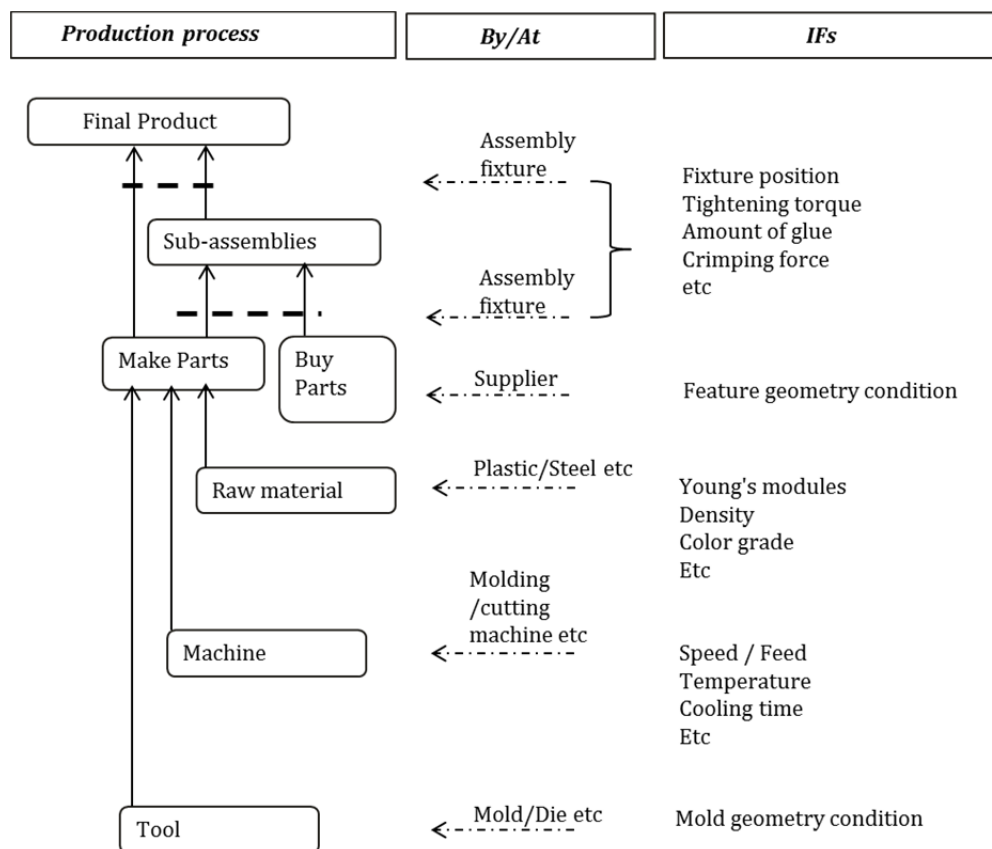 Production process
By/At
IFs
Final Product
Assembly
fixture
Fixture position
Tightening torque
Amount of glue
Crimping force
etc
Sub-assemblies
Assembly
fixture
Make Parts
Buy
Parts
Supplier
Feature geometry condition
Raw material
Plastic/Steel etc
Young's modules
Density
Color grade
Etc
Machine
Molding
/cutting
machine etc
Speed / Feed
Temperature
Cooling time
Etc
Tool
Mold/Die etc
Mold geometry condition